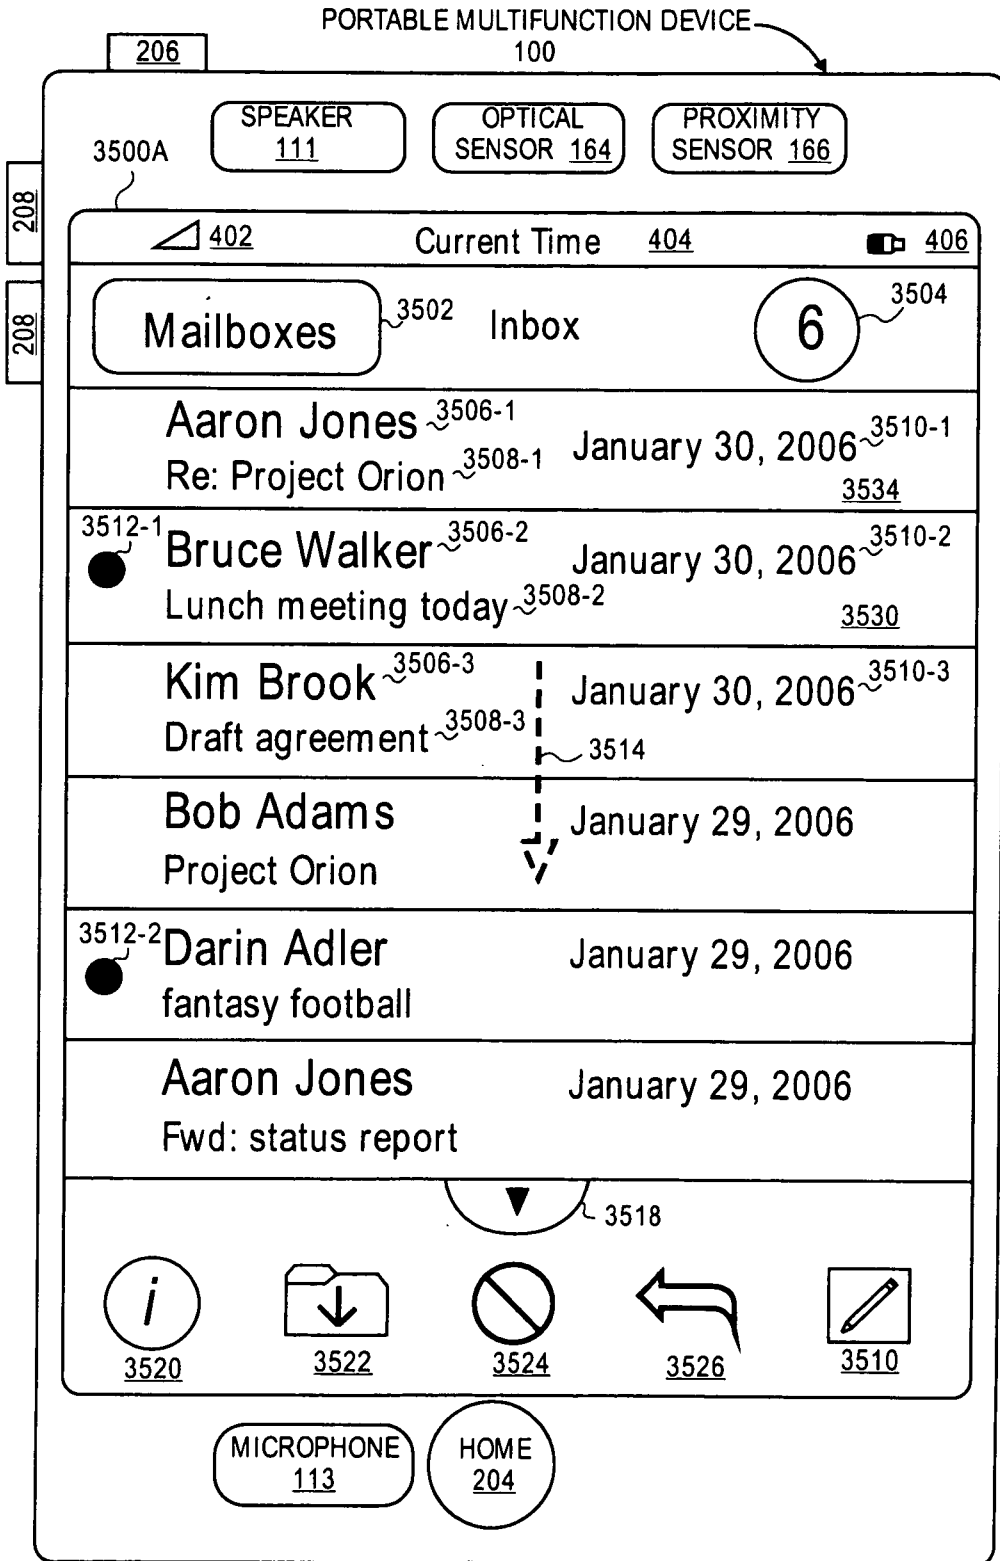 PORTABLE MULTIFUNCTION DEVICE
100
206
SPEAKER
111
OPTICAL
SENSOR 164
PROXIMITY
SENSOR 166
3500A
208
208
402
Current Time 404
406
Mailboxes
3502
Inbox
6
3504
Aaron Jones 3506-1
January 30, 2006 3510-1
Re: Project Orion 3508-1
3534
3512-1
Bruce Walker 3506-2
January 30, 2006 3510-2
Lunch meeting today 3508-2
3530
Kim Brook 3506-3
January 30, 2006 3510-3
Draft agreement 3508-3
3514
Bob Adams
January 29, 2006
Project Orion
3512-2
Darin Adler
January 29, 2006
fantasy football
Aaron Jones
January 29, 2006
Fwd: status report
3518
i
3520
3522
3524
3526
3510
MICROPHONE
113
HOME
204